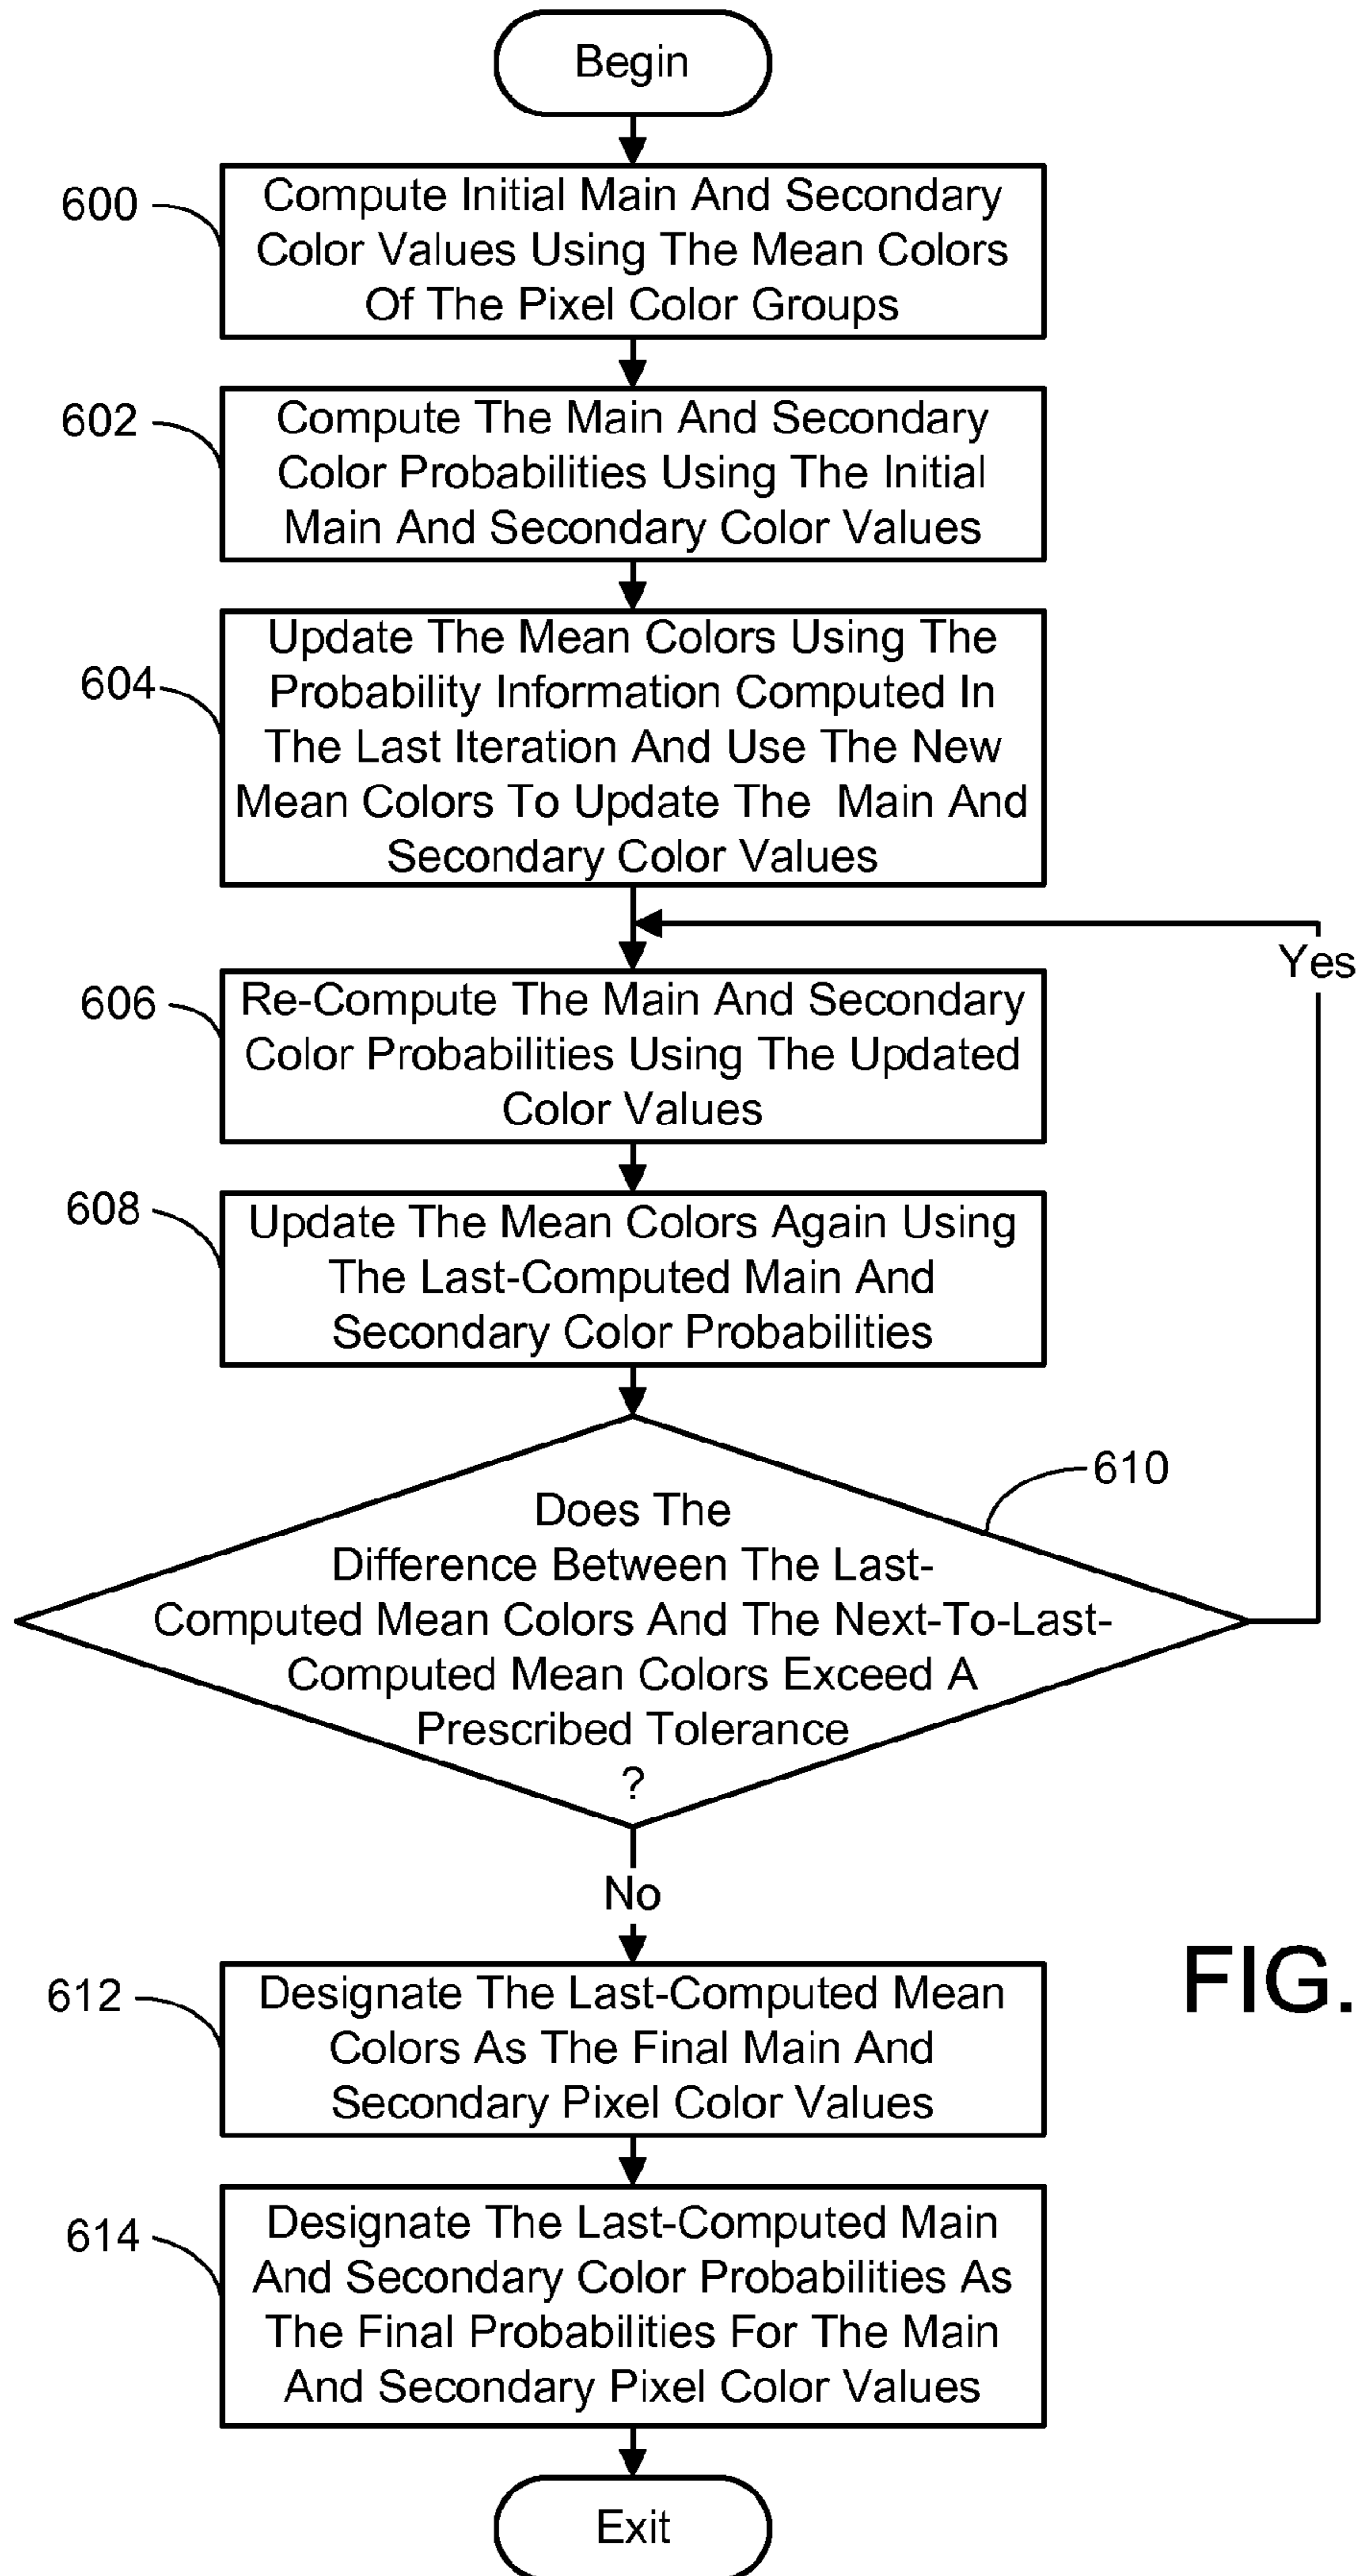 Begin
600
Compute Initial Main And Secondary
Color Values Using The Mean Colors
Of The Pixel Color Groups
602
Compute The Main And Secondary
Color Probabilities Using The Initial
Main And Secondary Color Values
604
Update The Mean Colors Using The
Probability Information Computed In
The Last Iteration And Use The New
Mean Colors To Update The Main And
Secondary Color Values
Yes
606
Re-Compute The Main And Secondary
Color Probabilities Using The Updated
Color Values
608
Update The Mean Colors Again Using
The Last-Computed Main And
Secondary Color Probabilities
610
Does The
Difference Between The Last-
Computed Mean Colors And The Next-To-Last-
Computed Mean Colors Exceed A
Prescribed Tolerance
?
No
612
Designate The Last-Computed Mean
Colors As The Final Main And
Secondary Pixel Color Values
FIG.
614
Designate The Last-Computed Main
And Secondary Color Probabilities As
The Final Probabilities For The Main
And Secondary Pixel Color Values
Exit